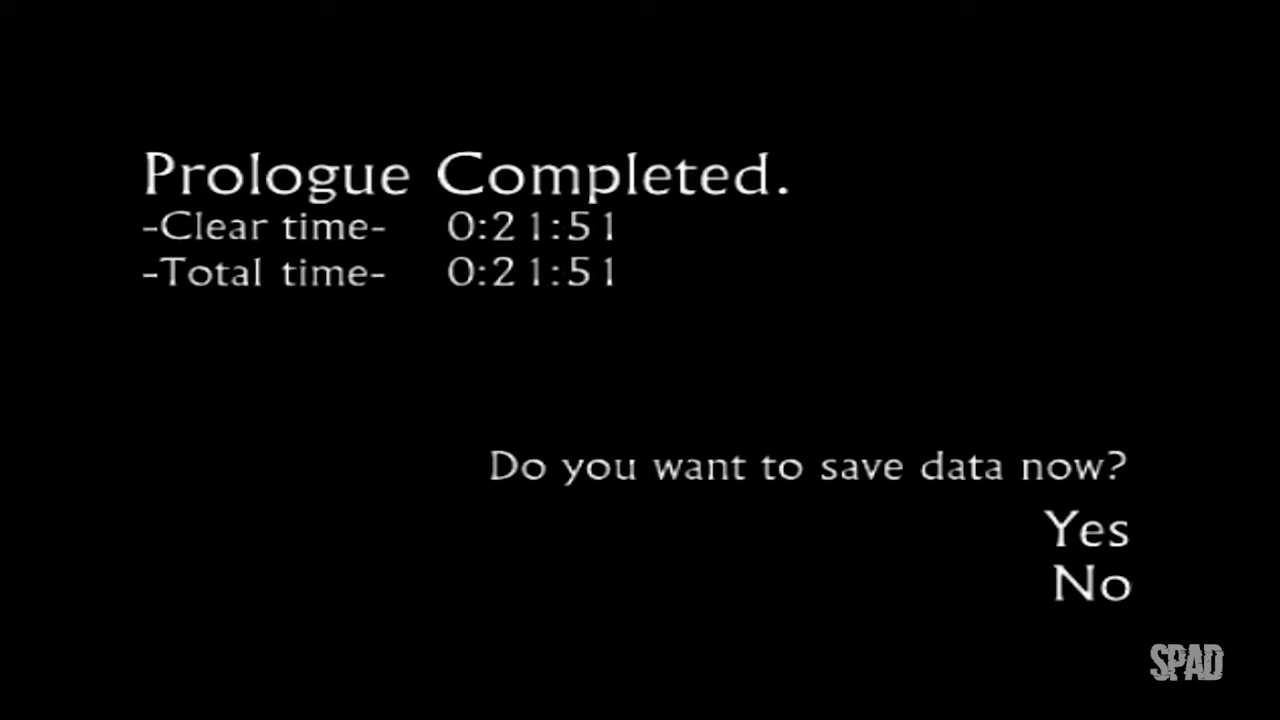 Prologue Completed.
-Clear time- 0:21:51
-Total time- 0:21:51
Do you want to save data now?
Yes
No
SPAD